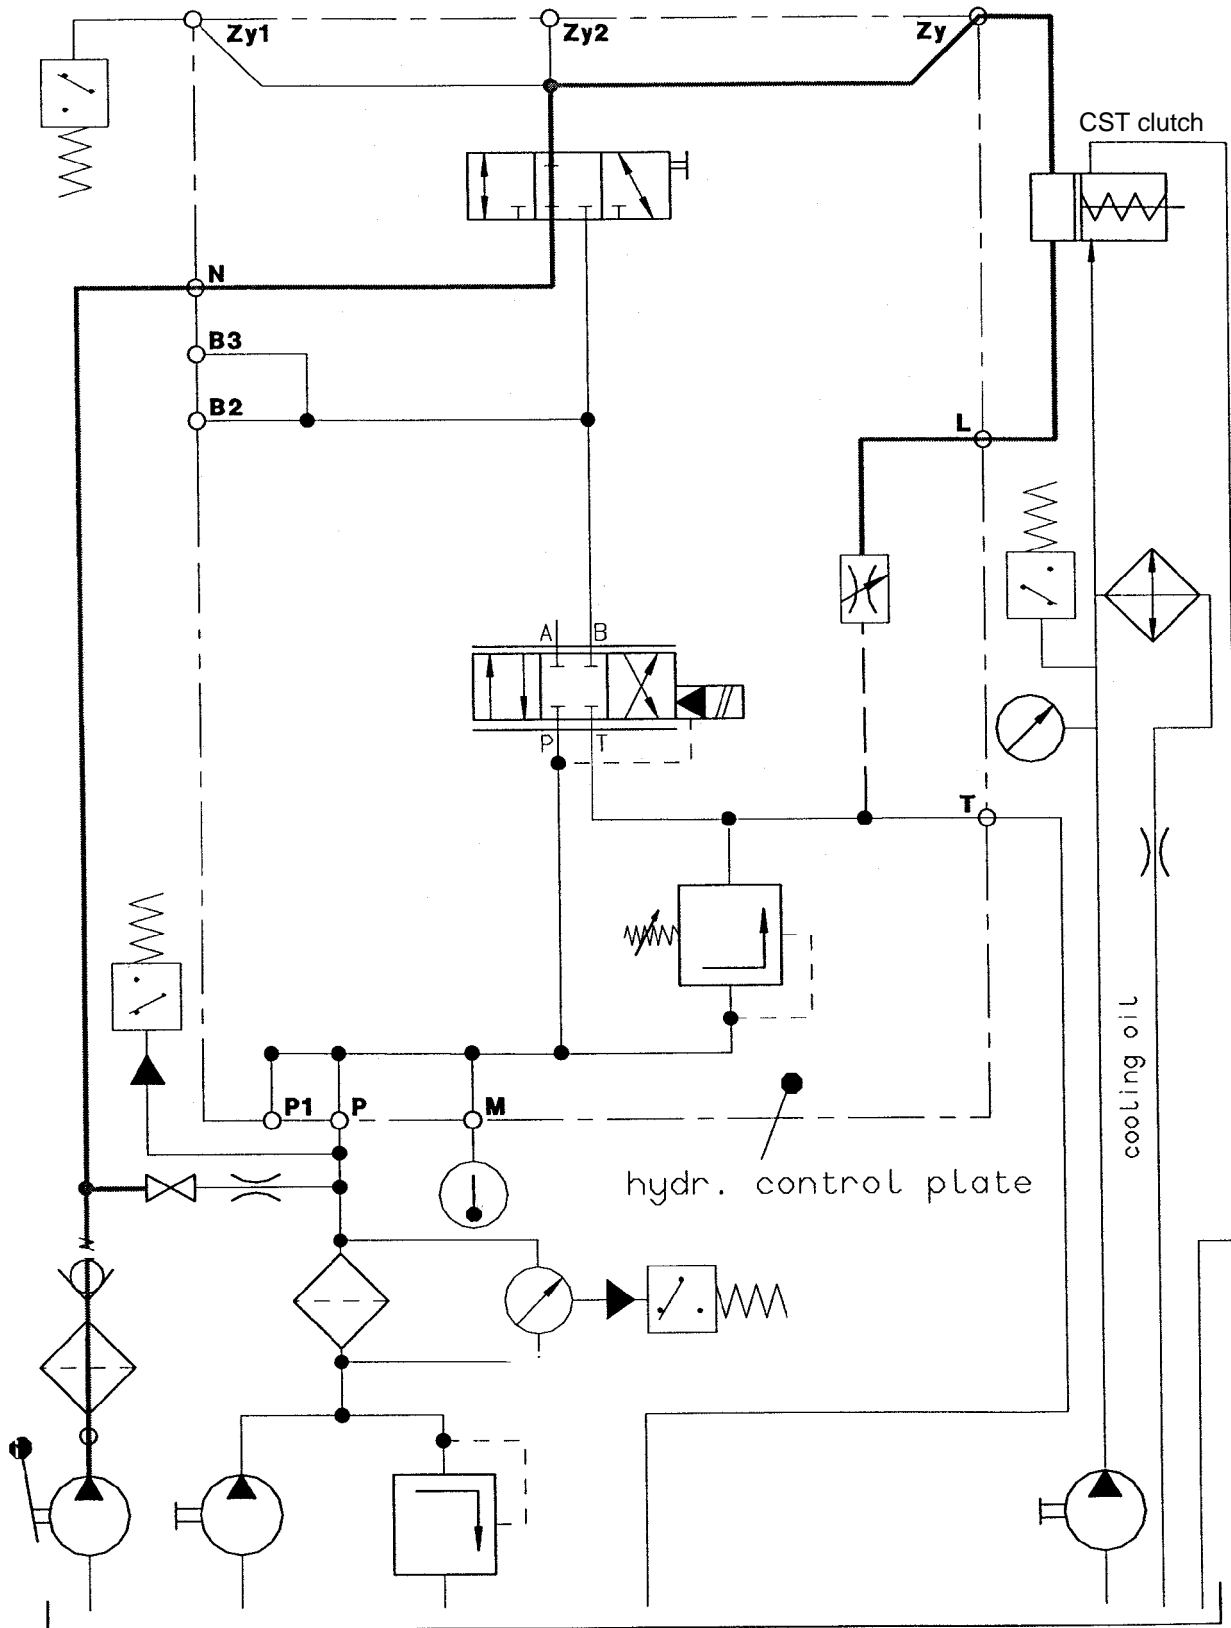 Zy1
Zy2
Zy
CST clutch
N
B3
B2
L
A
B
P
T
T
cooling oil
P1
P
M
hydr. control plate